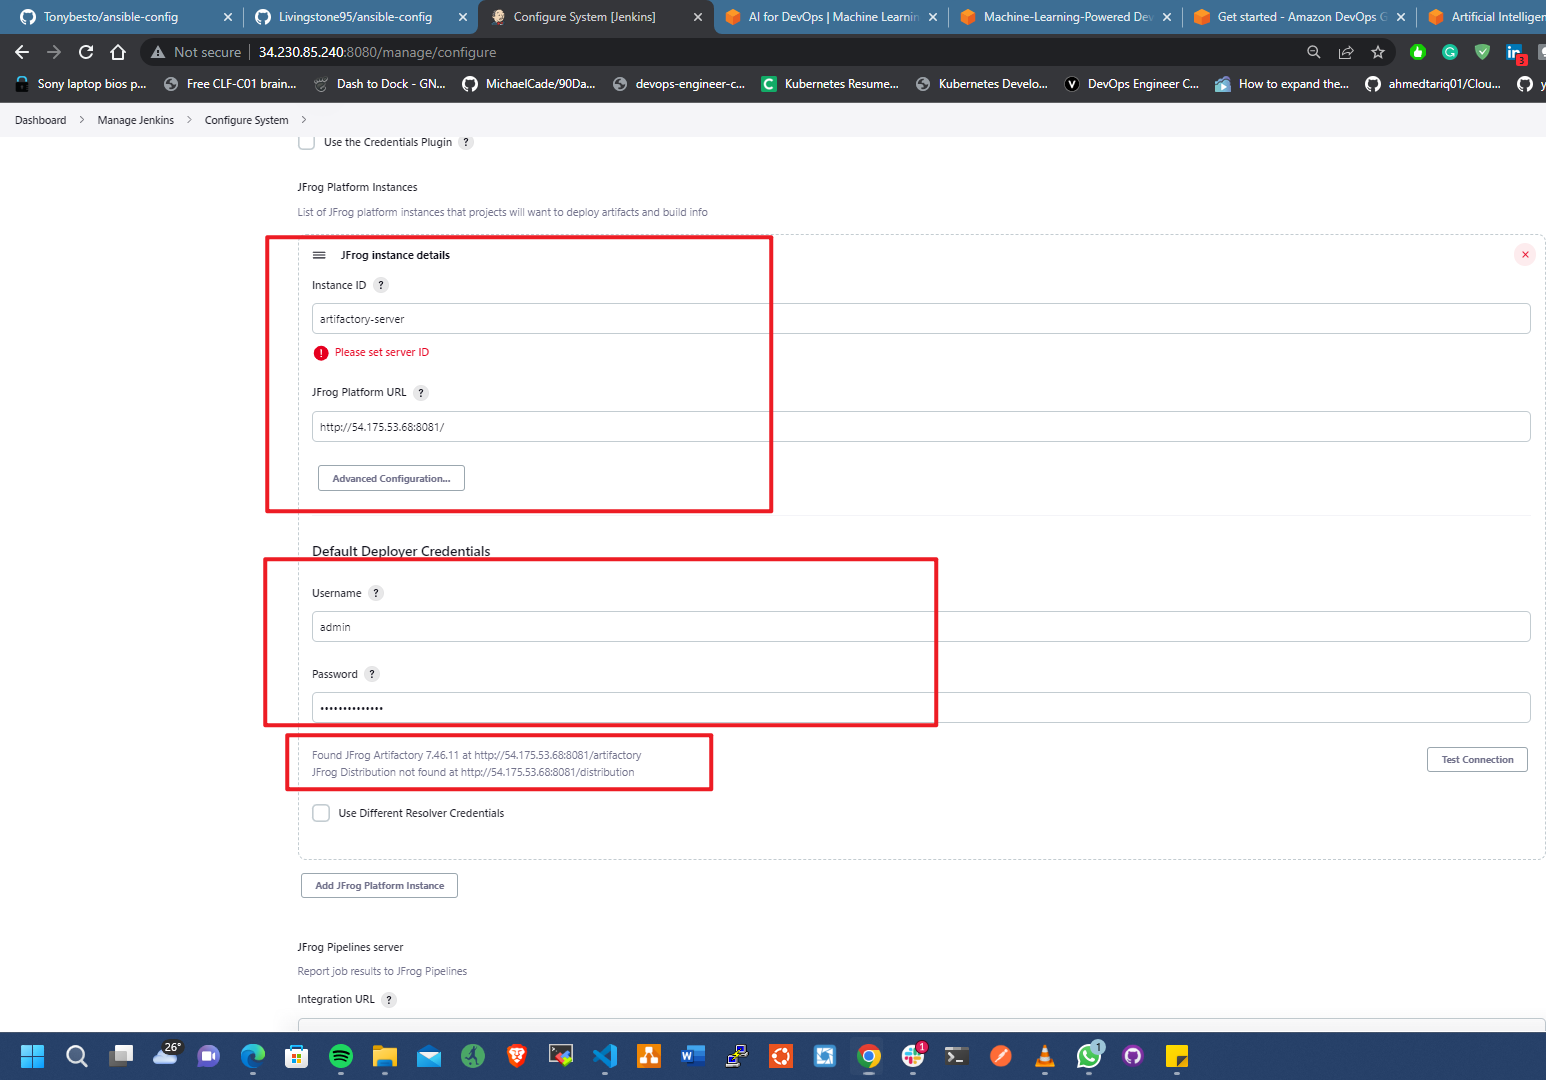 Tonybesto/ansible-config
Livingstone95/ansible-config
Configure System [Jenkins]
AI for DevOps | Machine Learnin
Machine-Learning-Powered Dev
Get started - Amazon DevOps G
Artificial Intelligen
Not secure
34.230.85.240:8080/manage/configure
3
Sony laptop bios p...
Free CLF-C01 brain...
Dash to Dock - GN...
MichaelCade/90Da...
devops-engineer-c...
Kubernetes Resume...
Kubernetes Develo...
DevOps Engineer C...
How to expand the...
ahmedtariq01/Clou...
y
Dashboard
Manage Jenkins
Configure System
Use the Credentials Plugin ?
JFrog Platform Instances
List of JFrog platform instances that projects will want to deploy artifacts and build info
JFrog instance details
Instance ID ?
artifactory-server
Please set server ID
JFrog Platform URL ?
http://54.175.53.68:8081/
Advanced Configuration...
Default Deployer Credentials
Username ?
admin
Password ?
Found JFrog Artifactory 7.46.11 at http://54.175.53.68:8081/artifactory
JFrog Distribution not found at http://54.175.53.68:8081/distribution
Test Connection
Use Different Resolver Credentials
Add JFrog Platform Instance
JFrog Pipelines server
Report job results to JFrog Pipelines
Integration URL ?
26°
1
1